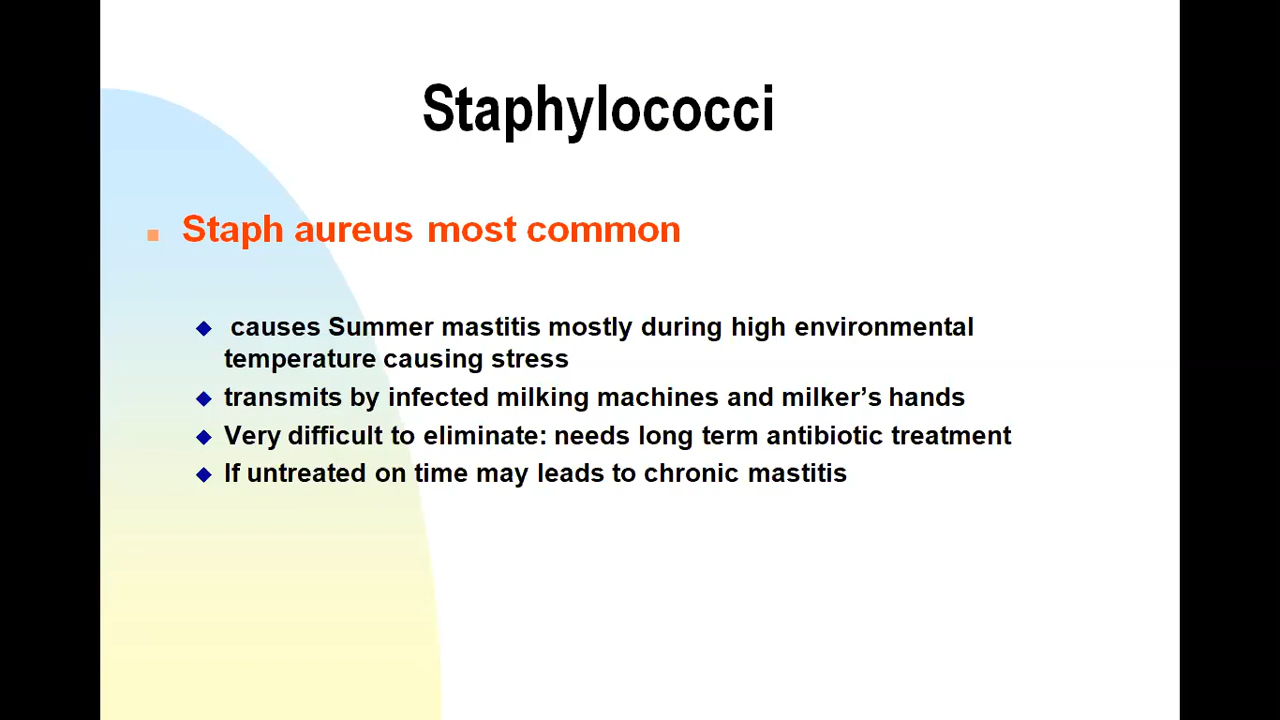 Staphylococci
Staph aureus most common
causes Summer mastitis mostly during high environmental
temperature causing stress
transmits by infected milking machines and milker’s hands
Very difficult to eliminate: needs long term antibiotic treatment
If untreated on time may leads to chronic mastitis